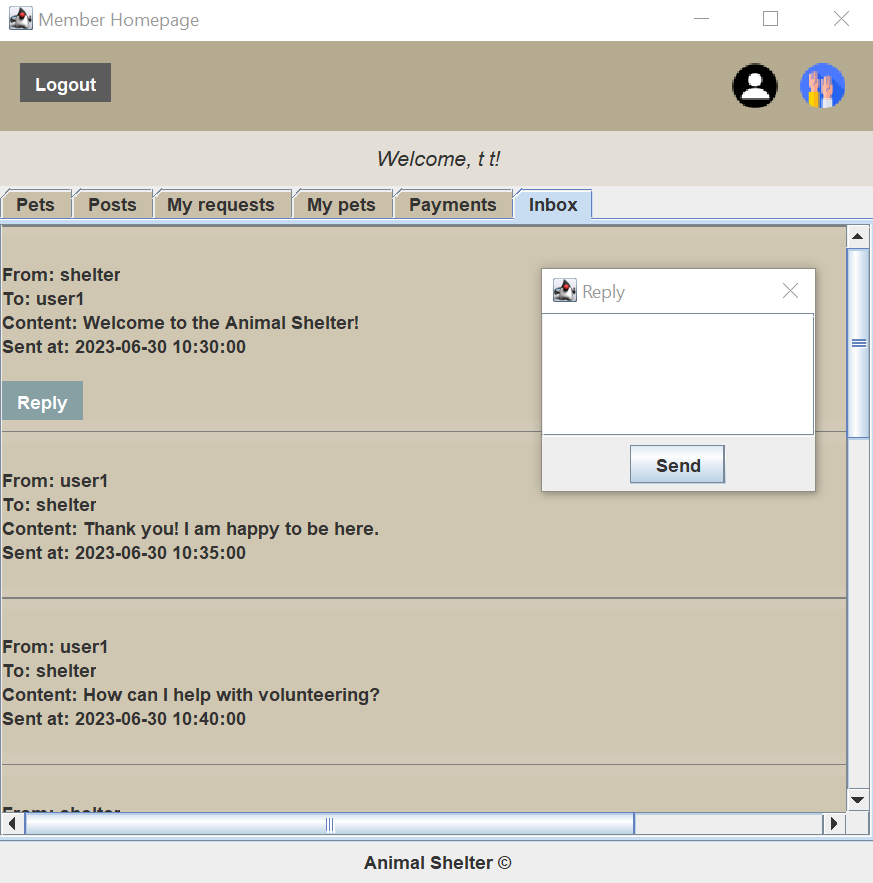 Member Homepage
Logout
Welcome, t t!
Pets Posts My requests My pets Payments Inbox
From: shelter
To: user1
Content: Welcome to the Animal Shelter!
Sent at: 2023-06-30 10:30:00
Reply
Reply
Send
From: user1
To: shelter
Content: Thank you! I am happy to be here.
Sent at: 2023-06-30 10:35:00
From: user1
To: shelter
Content: How can I help with volunteering?
Sent at: 2023-06-30 10:40:00
From: shelter
Animal Shelter ©